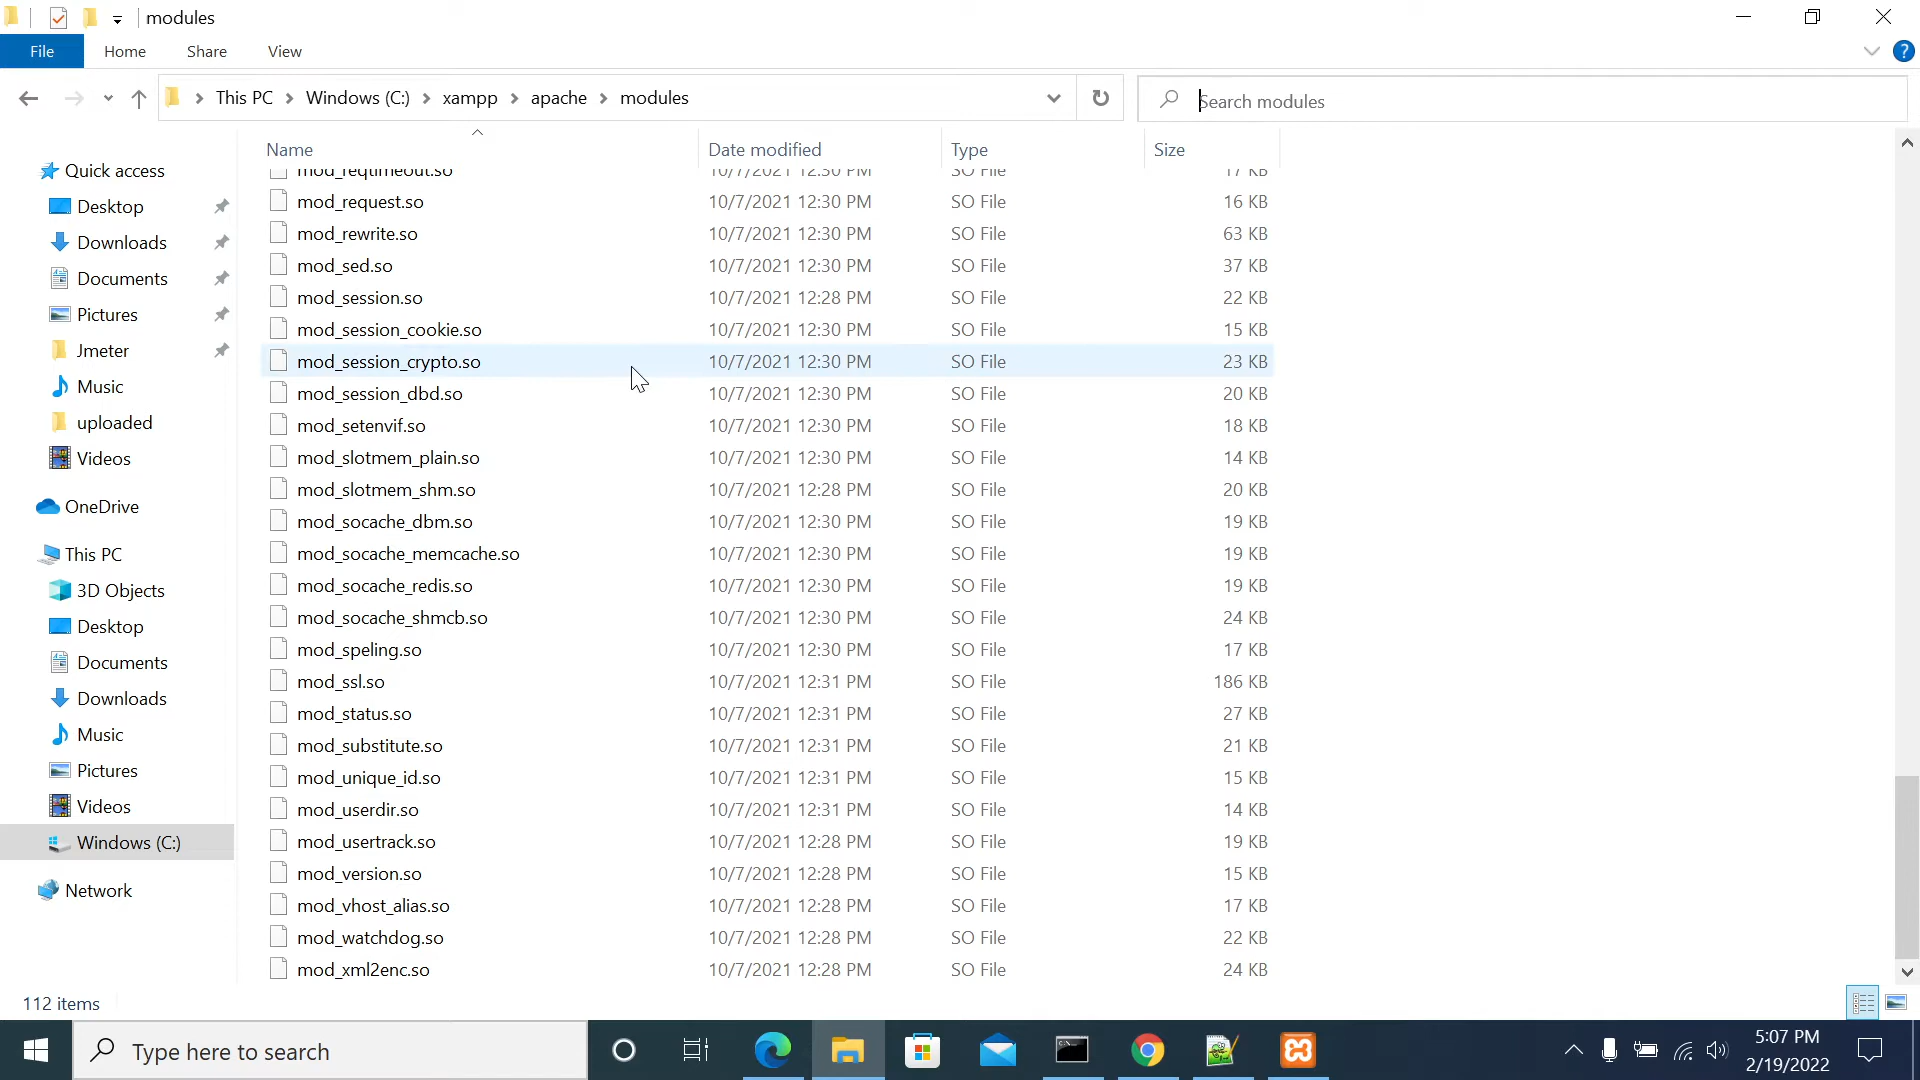 modules
File Home Share View
This PC Windows (C:) xampp apache modules
Search modules
Name Date modified Type Size
mod_reqtimeout.so 10/7/2021 12:30 PM SO File 17 KB
mod_request.so 10/7/2021 12:30 PM SO File 16 KB
mod_rewrite.so 10/7/2021 12:30 PM SO File 63 KB
mod_sed.so 10/7/2021 12:30 PM SO File 37 KB
mod_session.so 10/7/2021 12:28 PM SO File 22 KB
mod_session_cookie.so 10/7/2021 12:30 PM SO File 15 KB
mod_session_crypto.so 10/7/2021 12:30 PM SO File 23 KB
mod_session_dbd.so 10/7/2021 12:30 PM SO File 20 KB
mod_setenvif.so 10/7/2021 12:30 PM SO File 18 KB
mod_slotmem_plain.so 10/7/2021 12:30 PM SO File 14 KB
mod_slotmem_shm.so 10/7/2021 12:28 PM SO File 20 KB
mod_socache_dbm.so 10/7/2021 12:30 PM SO File 19 KB
mod_socache_memcache.so 10/7/2021 12:30 PM SO File 19 KB
mod_socache_redis.so 10/7/2021 12:30 PM SO File 19 KB
mod_socache_shmcb.so 10/7/2021 12:30 PM SO File 24 KB
mod_speling.so 10/7/2021 12:30 PM SO File 17 KB
mod_ssl.so 10/7/2021 12:31 PM SO File 186 KB
mod_status.so 10/7/2021 12:31 PM SO File 27 KB
mod_substitute.so 10/7/2021 12:31 PM SO File 21 KB
mod_unique_id.so 10/7/2021 12:31 PM SO File 15 KB
mod_userdir.so 10/7/2021 12:31 PM SO File 14 KB
mod_usertrack.so 10/7/2021 12:28 PM SO File 19 KB
mod_version.so 10/7/2021 12:28 PM SO File 15 KB
mod_vhost_alias.so 10/7/2021 12:28 PM SO File 17 KB
mod_watchdog.so 10/7/2021 12:28 PM SO File 22 KB
mod_xml2enc.so 10/7/2021 12:28 PM SO File 24 KB
Quick access
Desktop
Downloads
Documents
Pictures
Jmeter
Music
uploaded
Videos
OneDrive
This PC
3D Objects
Desktop
Documents
Downloads
Music
Pictures
Videos
Windows (C:)
Network
112 items
Type here to search
5:07 PM
2/19/2022